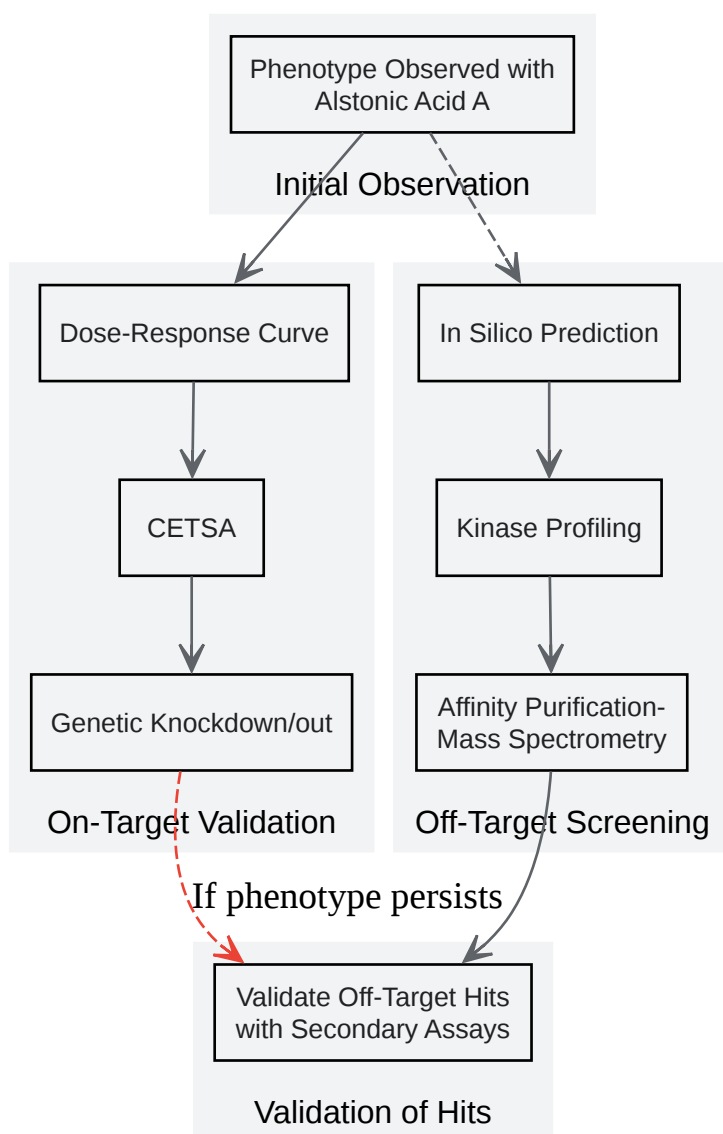 Phenotype Observed with
Alstonic Acid A
Initial Observation
Dose-Response Curve
In Silico Prediction
CETSA
Kinase Profiling
Genetic Knockdown/out
Affinity Purification-
Mass Spectrometry
On-Target Validation
Off-Target Screening
If phenotype persists
Validate Off-Target Hits
with Secondary Assays
Validation of Hits